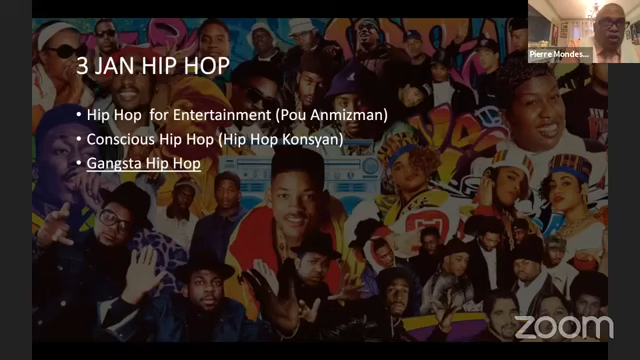 Pierre Mondes...
3 JAN HIP HOP
• Hip Hop for Entertainment (Pou Anmizman)
• Conscious Hip Hop (Hip Hop Konsyan)
• Gangsta Hip Hop
zoom